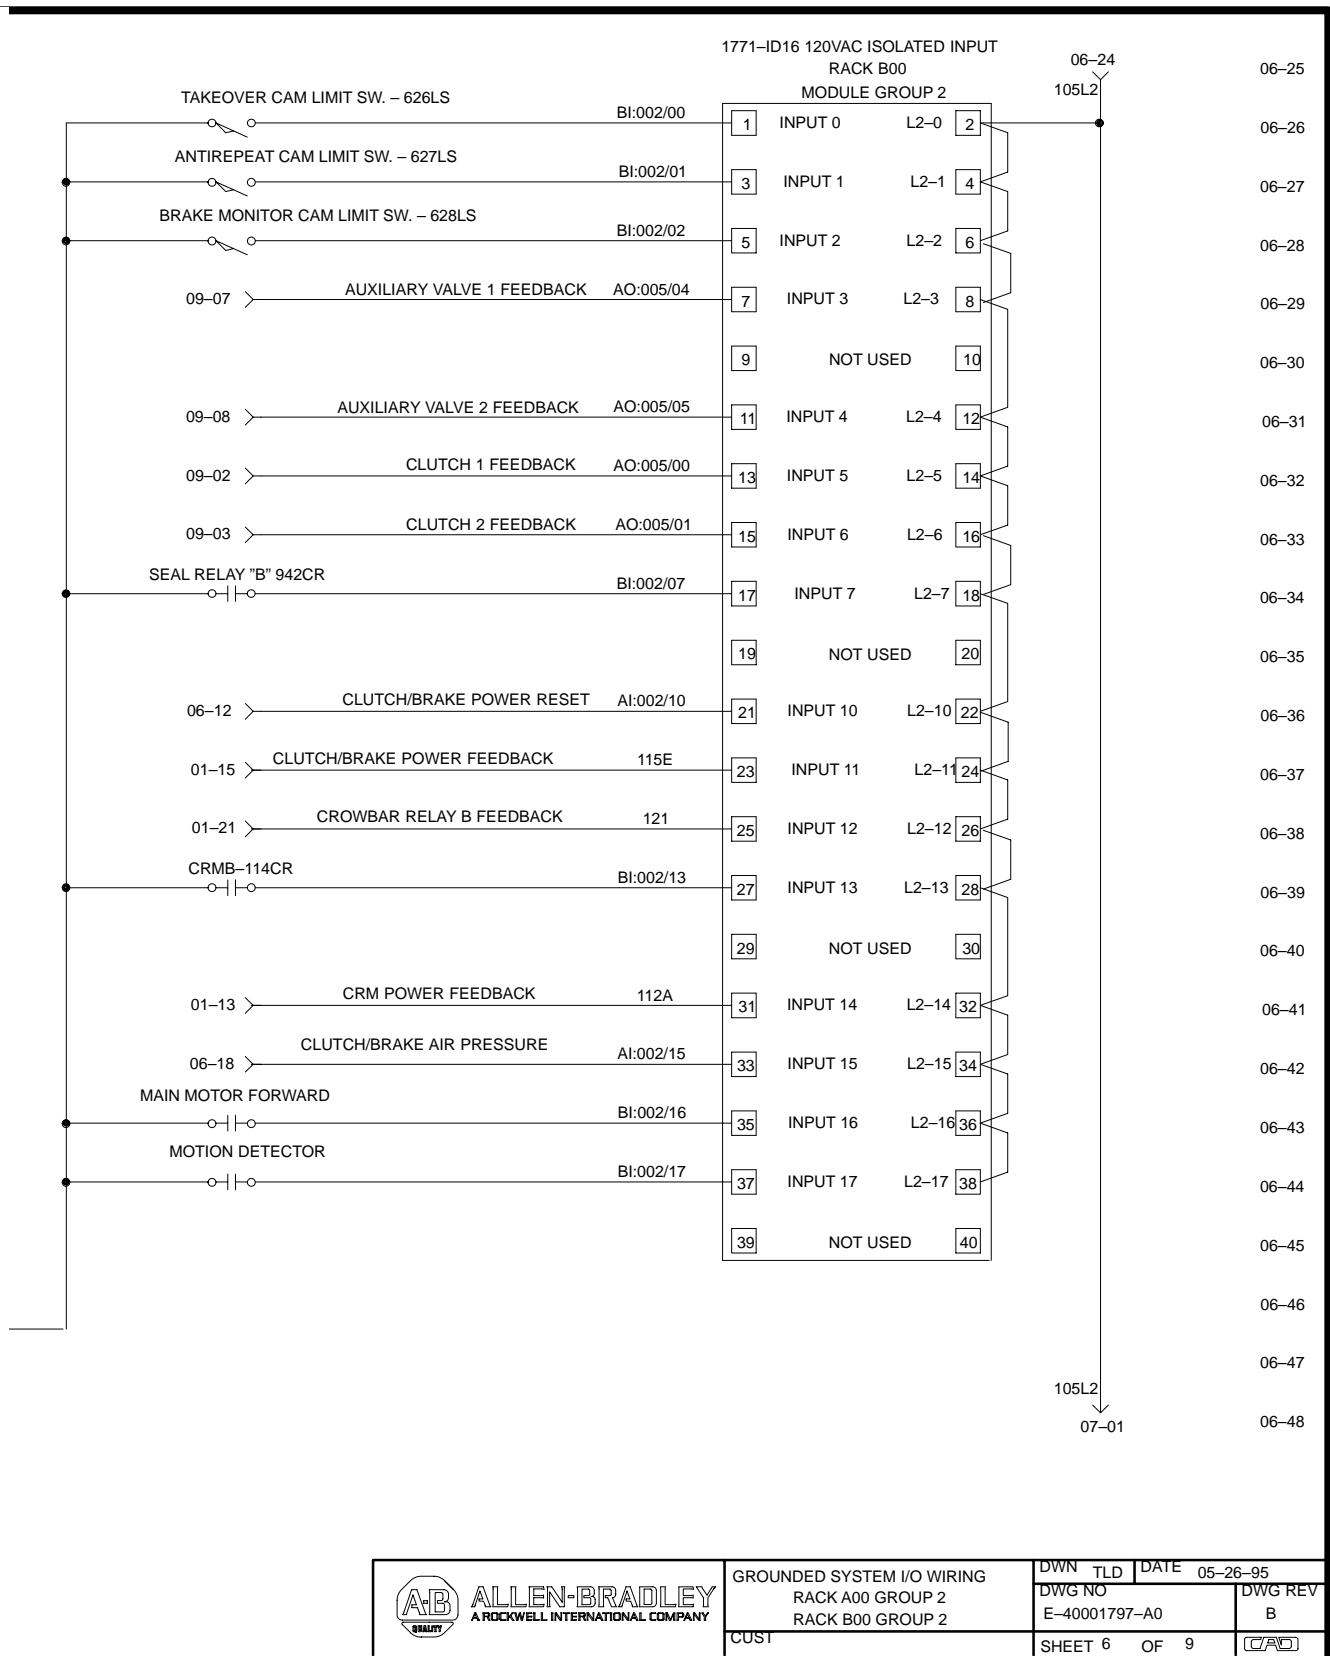 1771–ID16 120VAC ISOLATED INPUT
RACK B00
MODULE GROUP 2
06–24
105L2
06–25
TAKEOVER CAM LIMIT SW. – 626LS
BI:002/00
1 INPUT 0 L2–0 2
06–26
ANTIREPEAT CAM LIMIT SW. – 627LS
BI:002/01
3 INPUT 1 L2–1 4
06–27
BRAKE MONITOR CAM LIMIT SW. – 628LS
BI:002/02
5 INPUT 2 L2–2 6
06–28
09–07 AUXILIARY VALVE 1 FEEDBACK AO:005/04
7 INPUT 3 L2–3 8
06–29
9 NOT USED 10
06–30
09–08 AUXILIARY VALVE 2 FEEDBACK AO:005/05
11 INPUT 4 L2–4 12
06–31
09–02 CLUTCH 1 FEEDBACK AO:005/00
13 INPUT 5 L2–5 14
06–32
09–03 CLUTCH 2 FEEDBACK AO:005/01
15 INPUT 6 L2–6 16
06–33
SEAL RELAY ”B” 942CR
BI:002/07
17 INPUT 7 L2–7 18
06–34
19 NOT USED 20
06–35
06–12 CLUTCH/BRAKE POWER RESET AI:002/10
21 INPUT 10 L2–10 22
06–36
01–15 CLUTCH/BRAKE POWER FEEDBACK 115E
23 INPUT 11 L2–11 24
06–37
01–21 CROWBAR RELAY B FEEDBACK 121
25 INPUT 12 L2–12 26
06–38
CRMB–114CR
BI:002/13
27 INPUT 13 L2–13 28
06–39
29 NOT USED 30
06–40
01–13 CRM POWER FEEDBACK 112A
31 INPUT 14 L2–14 32
06–41
06–18 CLUTCH/BRAKE AIR PRESSURE AI:002/15
33 INPUT 15 L2–15 34
06–42
MAIN MOTOR FORWARD
BI:002/16
35 INPUT 16 L2–16 36
06–43
MOTION DETECTOR
BI:002/17
37 INPUT 17 L2–17 38
06–44
39 NOT USED 40
06–45
06–46
06–47
105L2
07–01
06–48
A-B
QUALITY
ALLEN-BRADLEY
A ROCKWELL INTERNATIONAL COMPANY
GROUNDED SYSTEM I/O WIRING
RACK A00 GROUP 2
RACK B00 GROUP 2
CUST
DWN TLD DATE 05–26–95
DWG NO DWG REV
E–40001797–A0 B
SHEET 6 OF 9 CAD